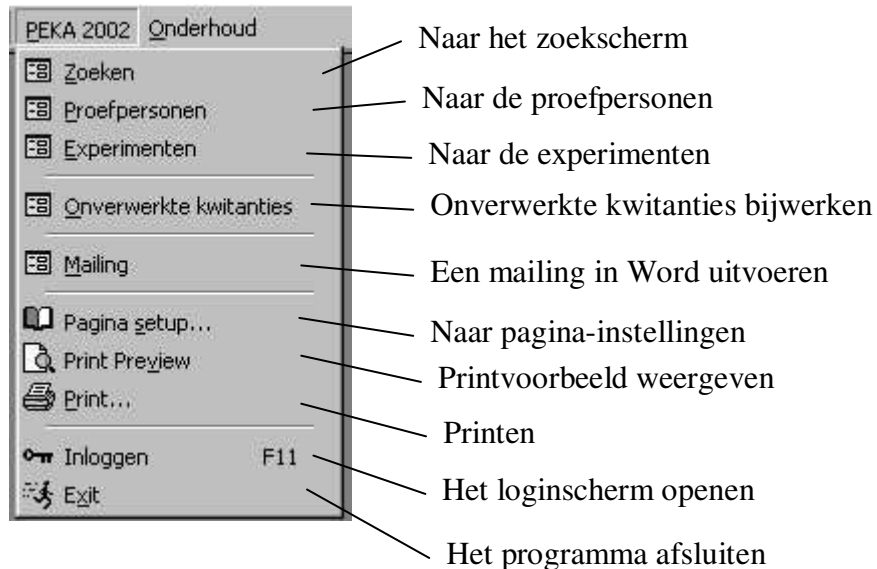 PEKA 2002 Onderhoud
Zoeken
Naar het zoekscherm
Proefpersonen
Naar de proefpersonen
Experimenten
Naar de experimenten
Onverwerkte kwitanties
Onverwerkte kwitanties bijwerken
Mailing
Een mailing in Word uitvoeren
Pagina setup...
Naar pagina-instellingen
Print Preview
Printvoorbeeld weergeven
Print...
Printen
Inloggen F11
Het loginscherm openen
Exit
Het programma afsluiten